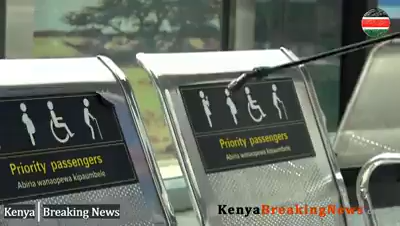 Priority passengers
Abiria wanaopewa kipaumbele
Priority passengers
Abiria wanaopewa kipaumbele
Kenya Breaking News
KenyaBreakingNews